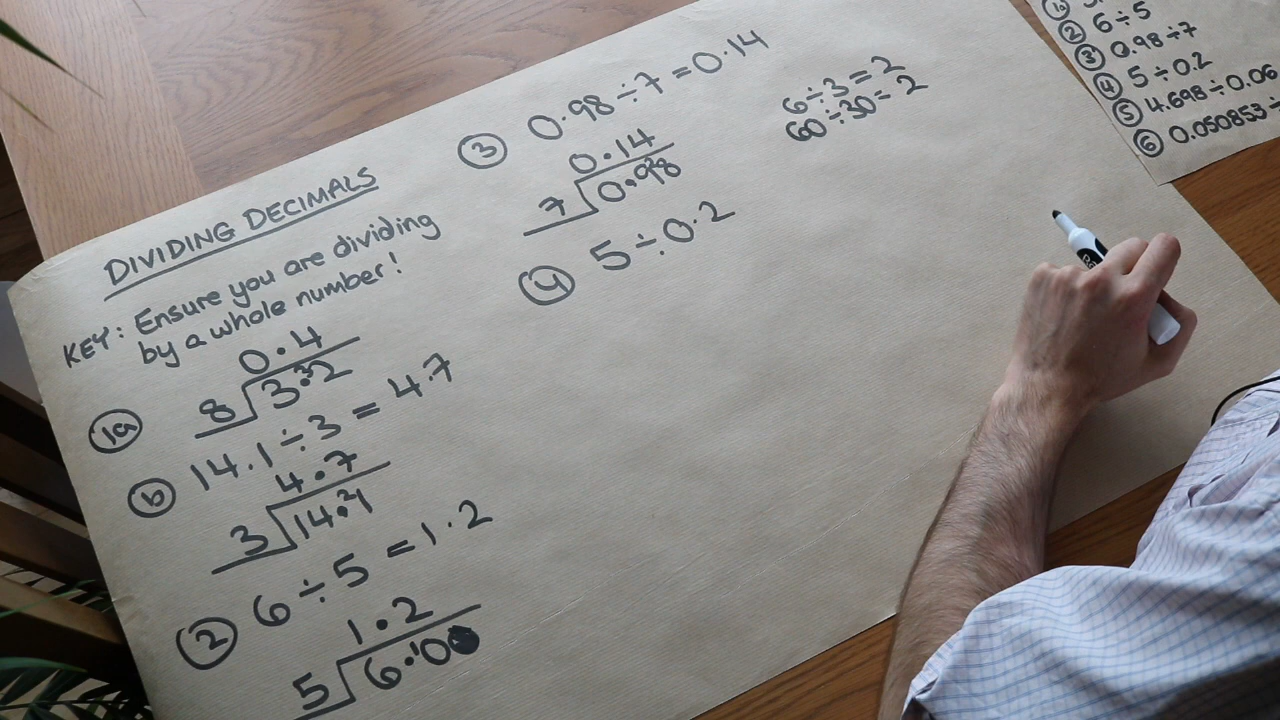 DIVIDING DECIMALS
KEY: Ensure you are dividing
by a whole number!
1a
0.4
8 3.²2
b 14.1 ÷ 3 = 4.7
4.7
3 14.²1
2 6 ÷ 5 = 1.2
1.2
5 6.¹0
3 0.98 ÷ 7 = 0.14
0.14
7 0.9²8
4 5 ÷ 0.2
6 ÷ 3 = 2
60 ÷ 30 = 2
2 6 ÷ 5
3 0.98 ÷ 7
4 5 ÷ 0.2
5 4.698 ÷ 0.06
6 0.050853 ÷